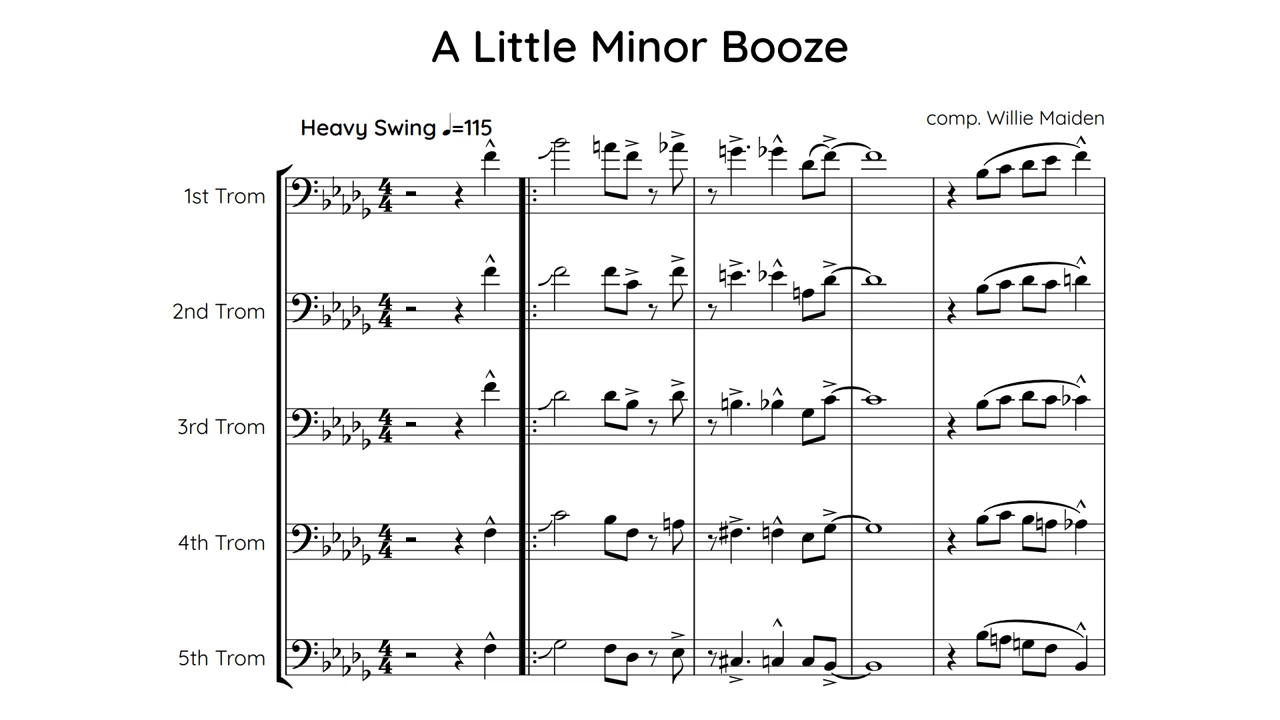 A Little Minor Booze
comp. Willie Maiden
Heavy Swing ♩=115
1st Trom
2nd Trom
3rd Trom
4th Trom
5th Trom